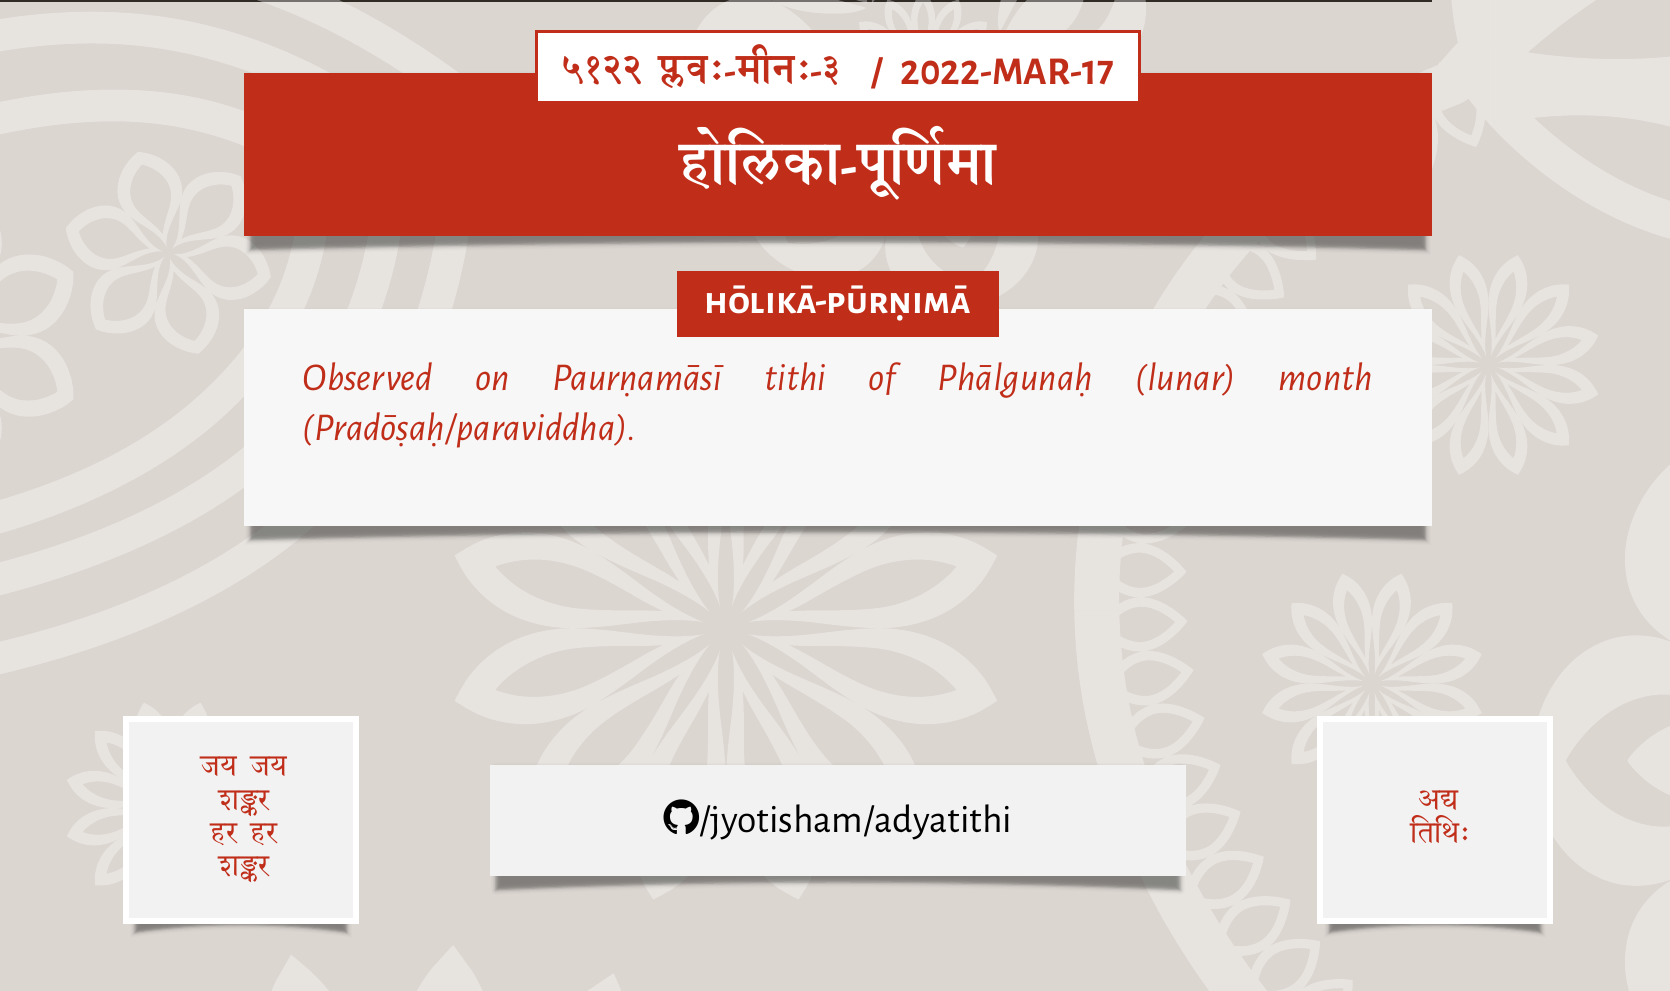 ५१२२ प्लवः-मीनः-३ / 2022-MAR-17
होलिका-पूर्णिमा
HŌLIKĀ-PŪRṆIMĀ
Observed on Paurṇamāsī tithi of Phālgunaḥ (lunar) month
(Pradōṣaḥ/paraviddha).
जय जय
शङ्कर
हर हर
शङ्कर
/jyotisham/adyatithi
अद्य
तिथिः